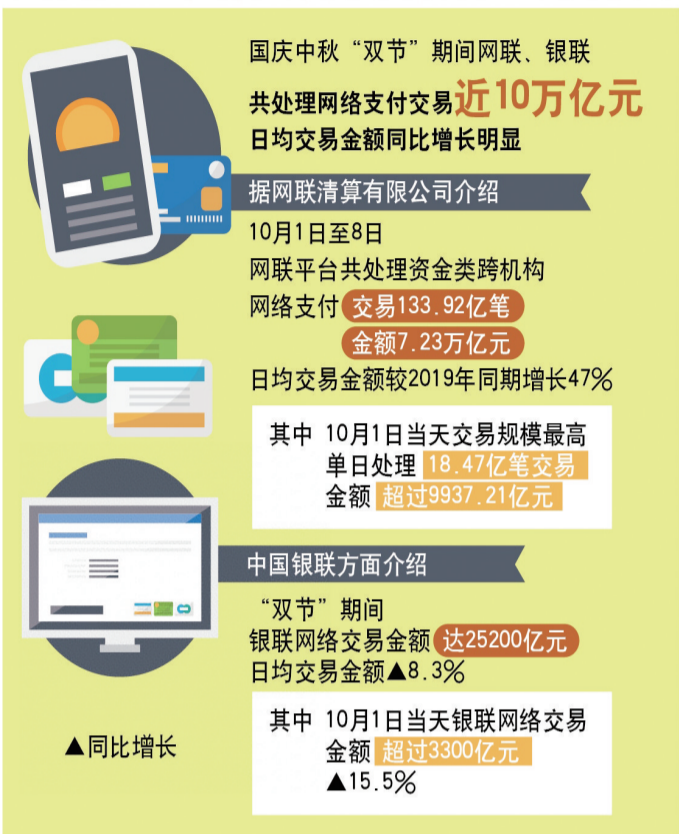 国庆中秋“双节”期间网联、银联
共处理网络支付交易近10万亿元
日均交易金额同比增长明显
据网联清算有限公司介绍
10月1日至8日
网联平台共处理资金类跨机构
网络支付 交易133.92亿笔
金额7.23万亿元
日均交易金额较2019年同期增长47%
其中 10月1日当天交易规模最高
单日处理 18.47亿笔交易
金额 超过9937.21亿元
中国银联方面介绍
“双节”期间
银联网络交易金额 达25200亿元
日均交易金额▲8.3%
其中 10月1日当天银联网络交易
金额 超过3300亿元
▲15.5%
▲同比增长